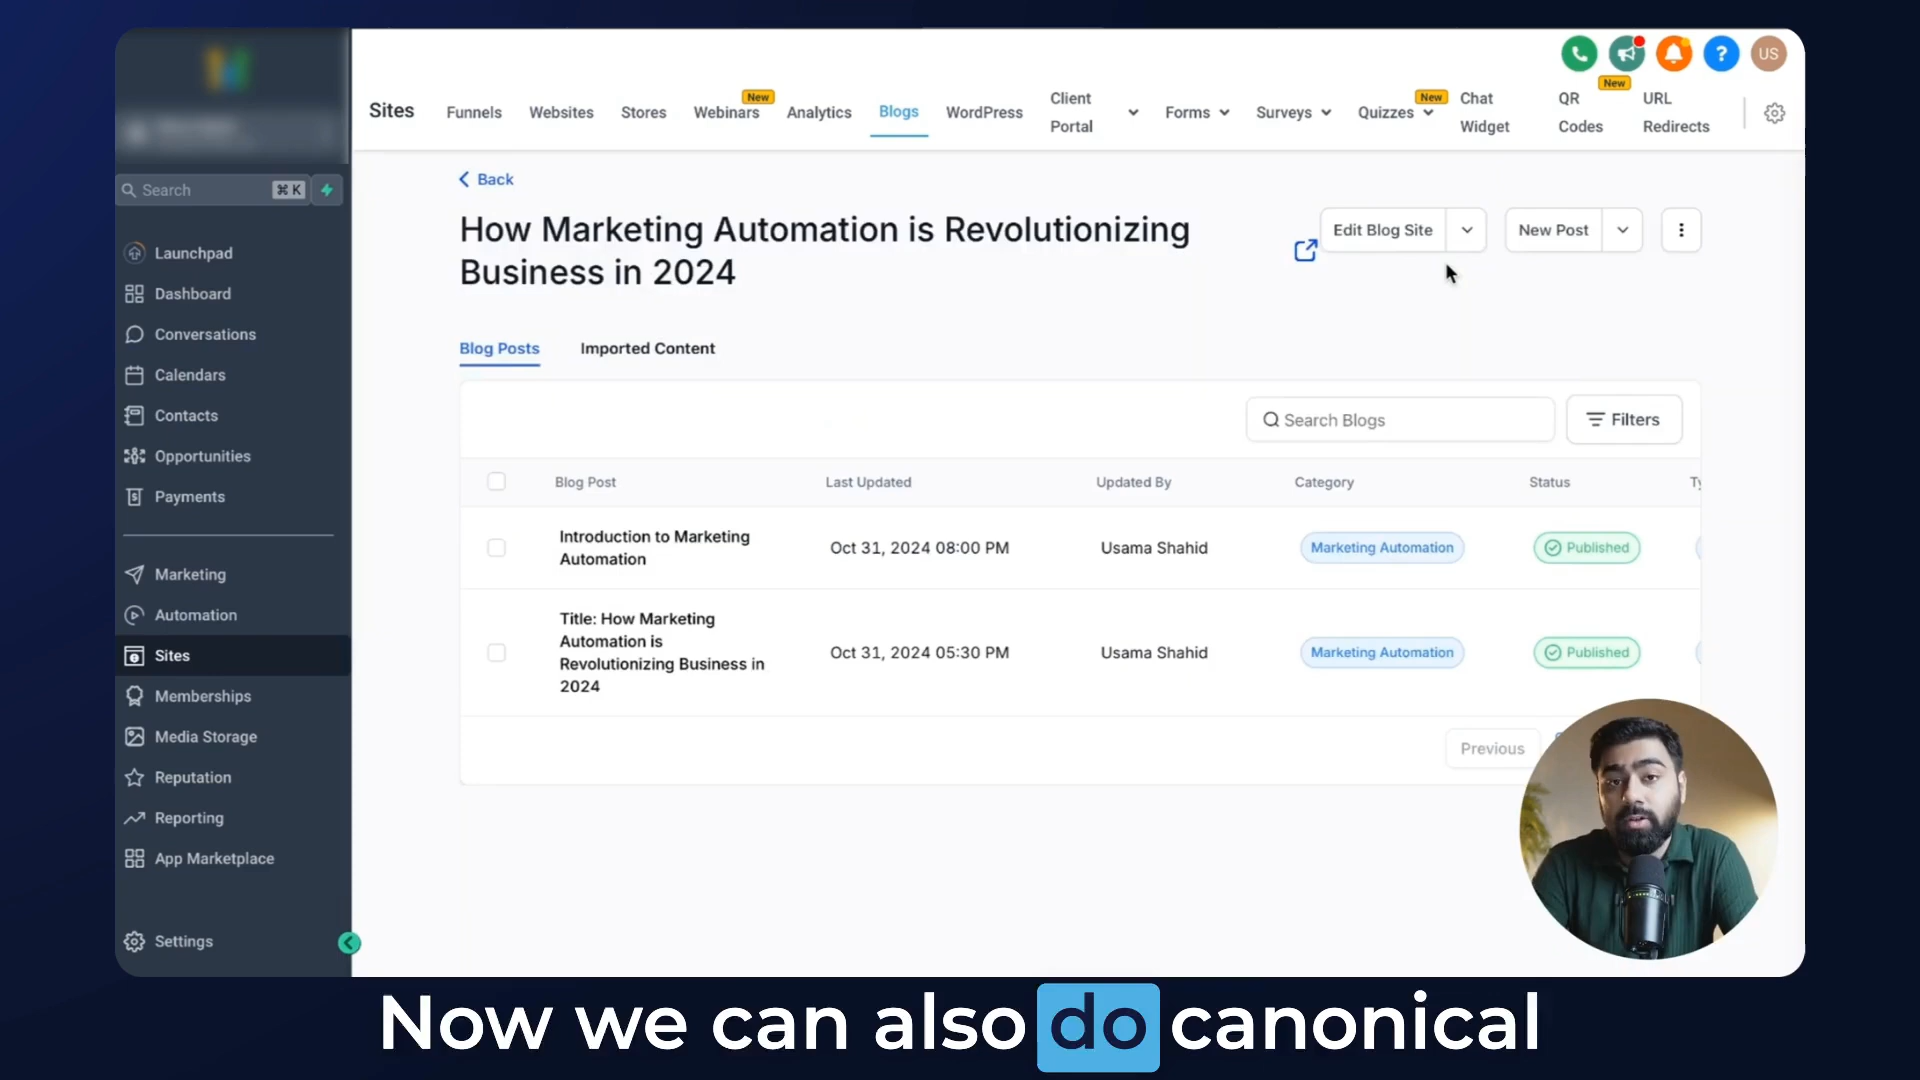 US
Sites
Funnels
Websites
Stores
Webinars
New
Analytics
Blogs
WordPress
Client
Portal
Forms
Surveys
Quizzes
New
Chat
Widget
New
QR
Codes
URL
Redirects
Search
⌘ K
Launchpad
Dashboard
Conversations
Calendars
Contacts
Opportunities
Payments
Marketing
Automation
Sites
Memberships
Media Storage
Reputation
Reporting
App Marketplace
Settings
Back
How Marketing Automation is Revolutionizing
Business in 2024
Edit Blog Site
New Post
Blog Posts
Imported Content
Search Blogs
Filters
Blog Post
Last Updated
Updated By
Category
Status
Introduction to Marketing
Automation
Oct 31, 2024 08:00 PM
Usama Shahid
Marketing Automation
Published
Title: How Marketing
Automation is
Revolutionizing Business in
2024
Oct 31, 2024 05:30 PM
Usama Shahid
Marketing Automation
Published
Previous
Now we can also do canonical